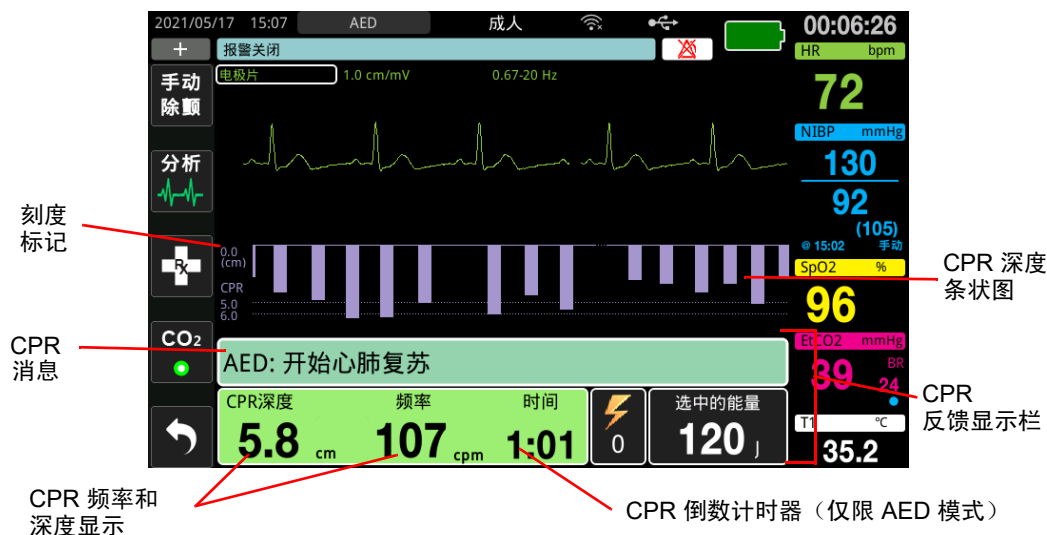 2021/05/17 15:07 AED 成人 00:06:26
+ 报警关闭 HR bpm
手动
除颤
电极片 1.0 cm/mV 0.67-20 Hz
72
NIBP mmHg
分析
130
92
(105)
@ 15:02 手动
刻度
标记
0.0
(cm)
CPR
5.0
6.0
Rx
SpO2 %
96
CPR 深度
条状图
CO2
EtCO2 mmHg
39
BR
24
CPR
消息
AED: 开始心肺复苏
CPR
反馈显示栏
CPR深度 频率 时间
5.8 cm 107 cpm 1:01
0
选中的能量
120 J
T1 °C
35.2
CPR 频率和
深度显示
CPR 倒数计时器（仅限 AED 模式）